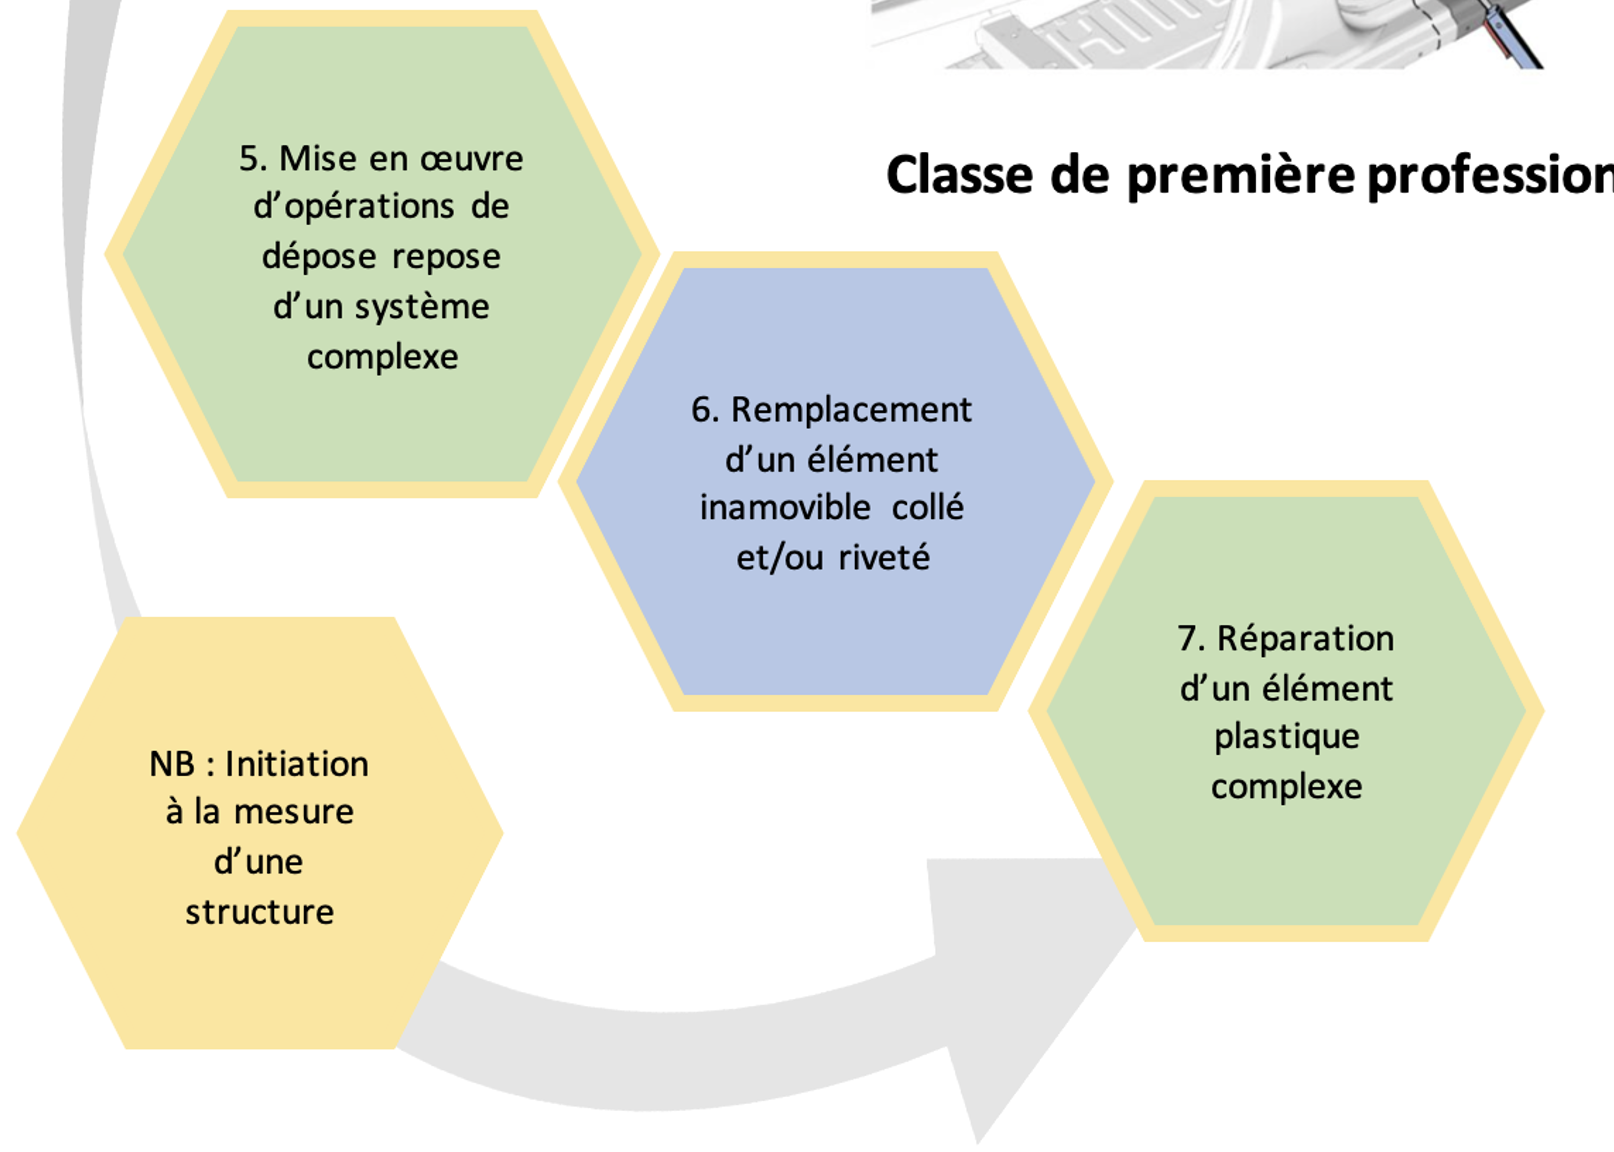 5. Mise en œuvre
d’opérations de
dépose repose
d’un système
complexe
Classe de première profession
6. Remplacement
d’un élément
inamovible collé
et/ou riveté
7. Réparation
d’un élément
plastique
complexe
NB : Initiation
à la mesure
d’une
structure